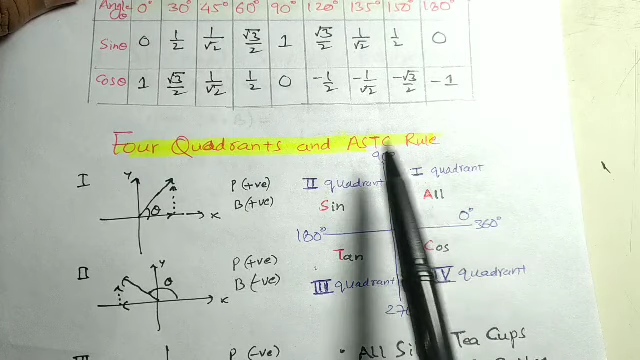 Angle θ 0° 30° 45° 60° 90° 120° 135° 150° 180°
Sinθ 0 1/2 1/√2 √3/2 1 √3/2 1/√2 1/2 0
Cosθ 1 √3/2 1/√2 1/2 0 -1/2 -1/√2 -√3/2 -1
Four Quadrants and ASTC Rule
I Y θ X P(+ve)
B(+ve)
II quadrant I quadrant
Sin All
180° 0° 360°
Tan Cos
III quadrant quadrant
II Y θ X P(+ve)
B(-ve)
III P(+ve)
• All Tea Cups